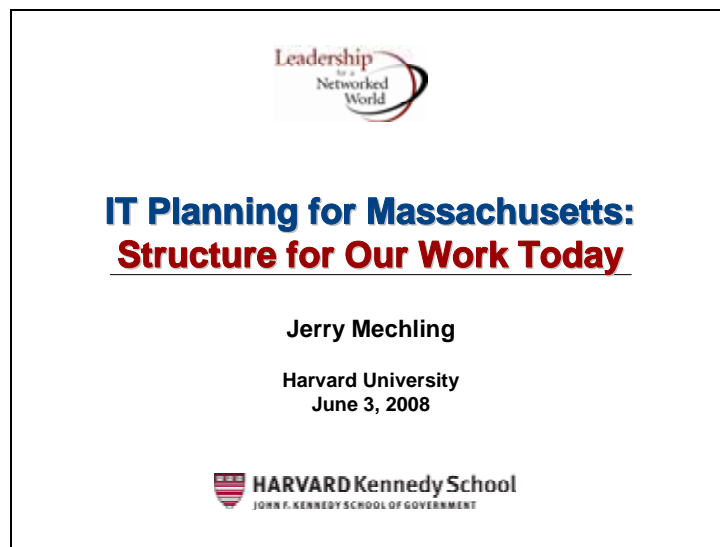 Leadership
for a
Networked
World
IT Planning for Massachusetts:
Structure for Our Work Today
Jerry Mechling
Harvard University
June 3, 2008
HARVARD Kennedy School
JOHN F. KENNEDY SCHOOL OF GOVERNMENT